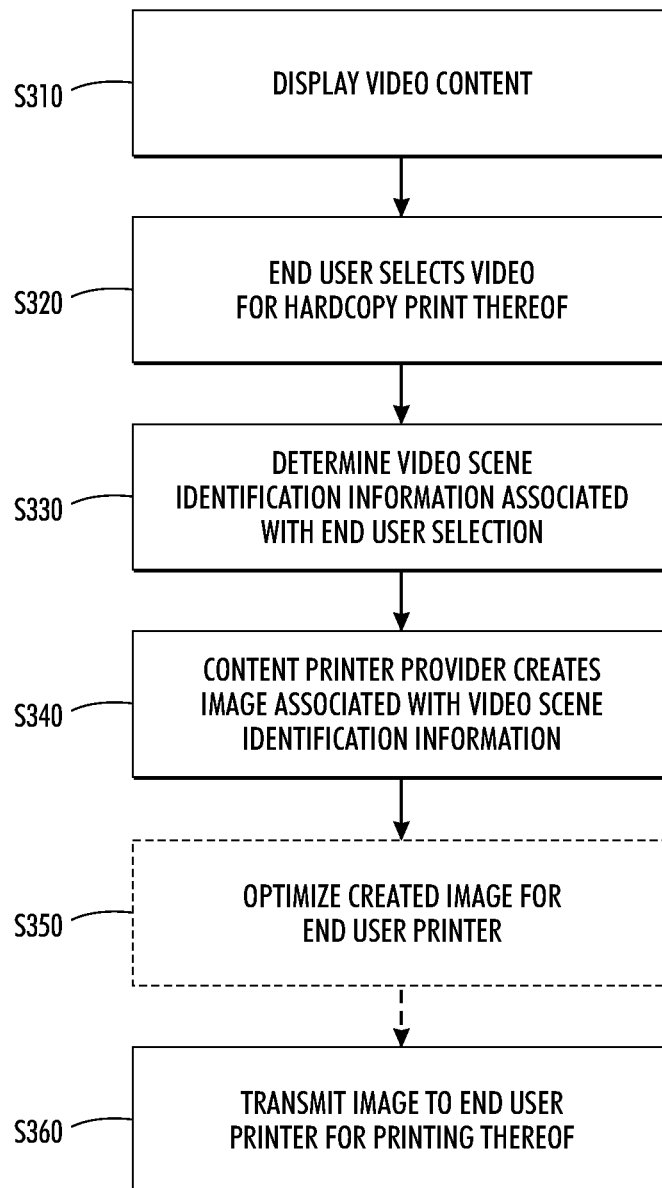 S310
DISPLAY VIDEO CONTENT
S320
END USER SELECTS VIDEO
FOR HARDCOPY PRINT THEREOF
S330
DETERMINE VIDEO SCENE
IDENTIFICATION INFORMATION ASSOCIATED
WITH END USER SELECTION
S340
CONTENT PRINTER PROVIDER CREATES
IMAGE ASSOCIATED WITH VIDEO SCENE
IDENTIFICATION INFORMATION
S350
OPTIMIZE CREATED IMAGE FOR
END USER PRINTER
S360
TRANSMIT IMAGE TO END USER
PRINTER FOR PRINTING THEREOF